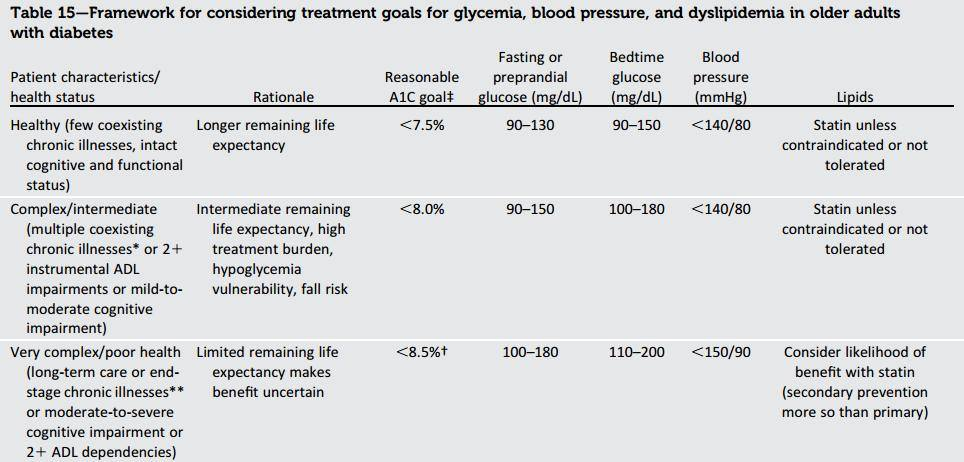 Table 15—Framework for considering treatment goals for glycemia, blood pressure, and dyslipidemia in older adults
with diabetes
Patient characteristics/
health status
Rationale
Reasonable
A1C goal‡
Fasting or
preprandial
glucose (mg/dL)
Bedtime
glucose
(mg/dL)
Blood
pressure
(mmHg)
Lipids
Healthy (few coexisting
chronic illnesses, intact
cognitive and functional
status)
Longer remaining life
expectancy
<7.5%
90–130
90–150
<140/80
Statin unless
contraindicated or not
tolerated
Complex/intermediate
(multiple coexisting
chronic illnesses* or 2+
instrumental ADL
impairments or mild-to-
moderate cognitive
impairment)
Intermediate remaining
life expectancy, high
treatment burden,
hypoglycemia
vulnerability, fall risk
<8.0%
90–150
100–180
<140/80
Statin unless
contraindicated or not
tolerated
Very complex/poor health
(long-term care or end-
stage chronic illnesses**
or moderate-to-severe
cognitive impairment or
2+ ADL dependencies)
Limited remaining life
expectancy makes
benefit uncertain
<8.5%†
100–180
110–200
<150/90
Consider likelihood of
benefit with statin
(secondary prevention
more so than primary)